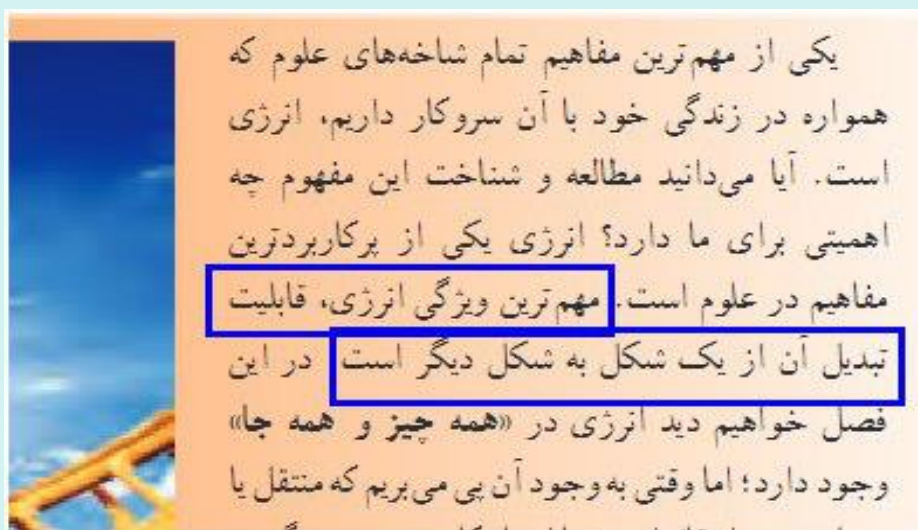 یکی از مهم‌ترین مفاهیم تمام شاخه‌های علوم که
همواره در زندگی خود با آن سروکار داریم، انرژی
است. آیا می‌دانید مطالعه و شناخت این مفهوم چه
اهمیتی برای ما دارد؟ انرژی یکی از پرکاربردترین
مفاهیم در علوم است. مهم‌ترین ویژگی انرژی، قابلیت
تبدیل آن از یک شکل به شکل دیگر است در این
فصل خواهیم دید انرژی در «همه چیز و همه جا»
وجود دارد؛ اما وقتی به وجود آن پی می‌بریم که منتقل یا